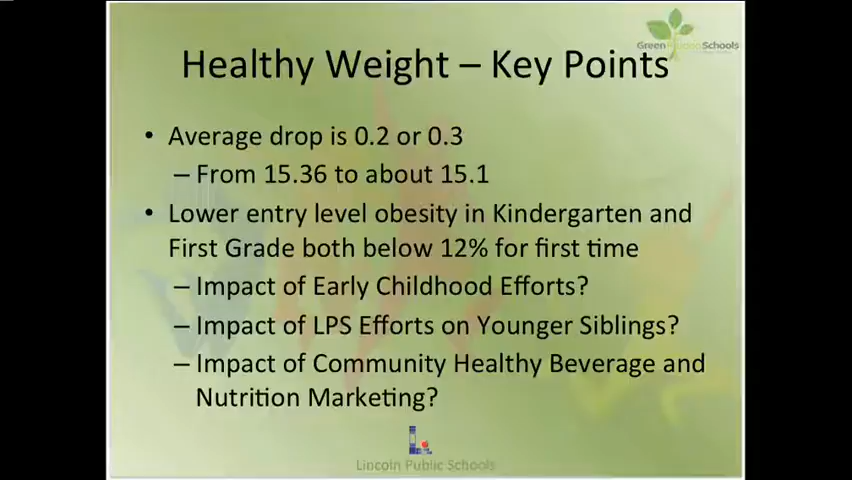 Green Ribbon Schools
Healthy Weight – Key Points
• Average drop is 0.2 or 0.3
– From 15.36 to about 15.1
• Lower entry level obesity in Kindergarten and
First Grade both below 12% for first time
– Impact of Early Childhood Efforts?
– Impact of LPS Efforts on Younger Siblings?
– Impact of Community Healthy Beverage and
Nutrition Marketing?
Lincoln Public Schools